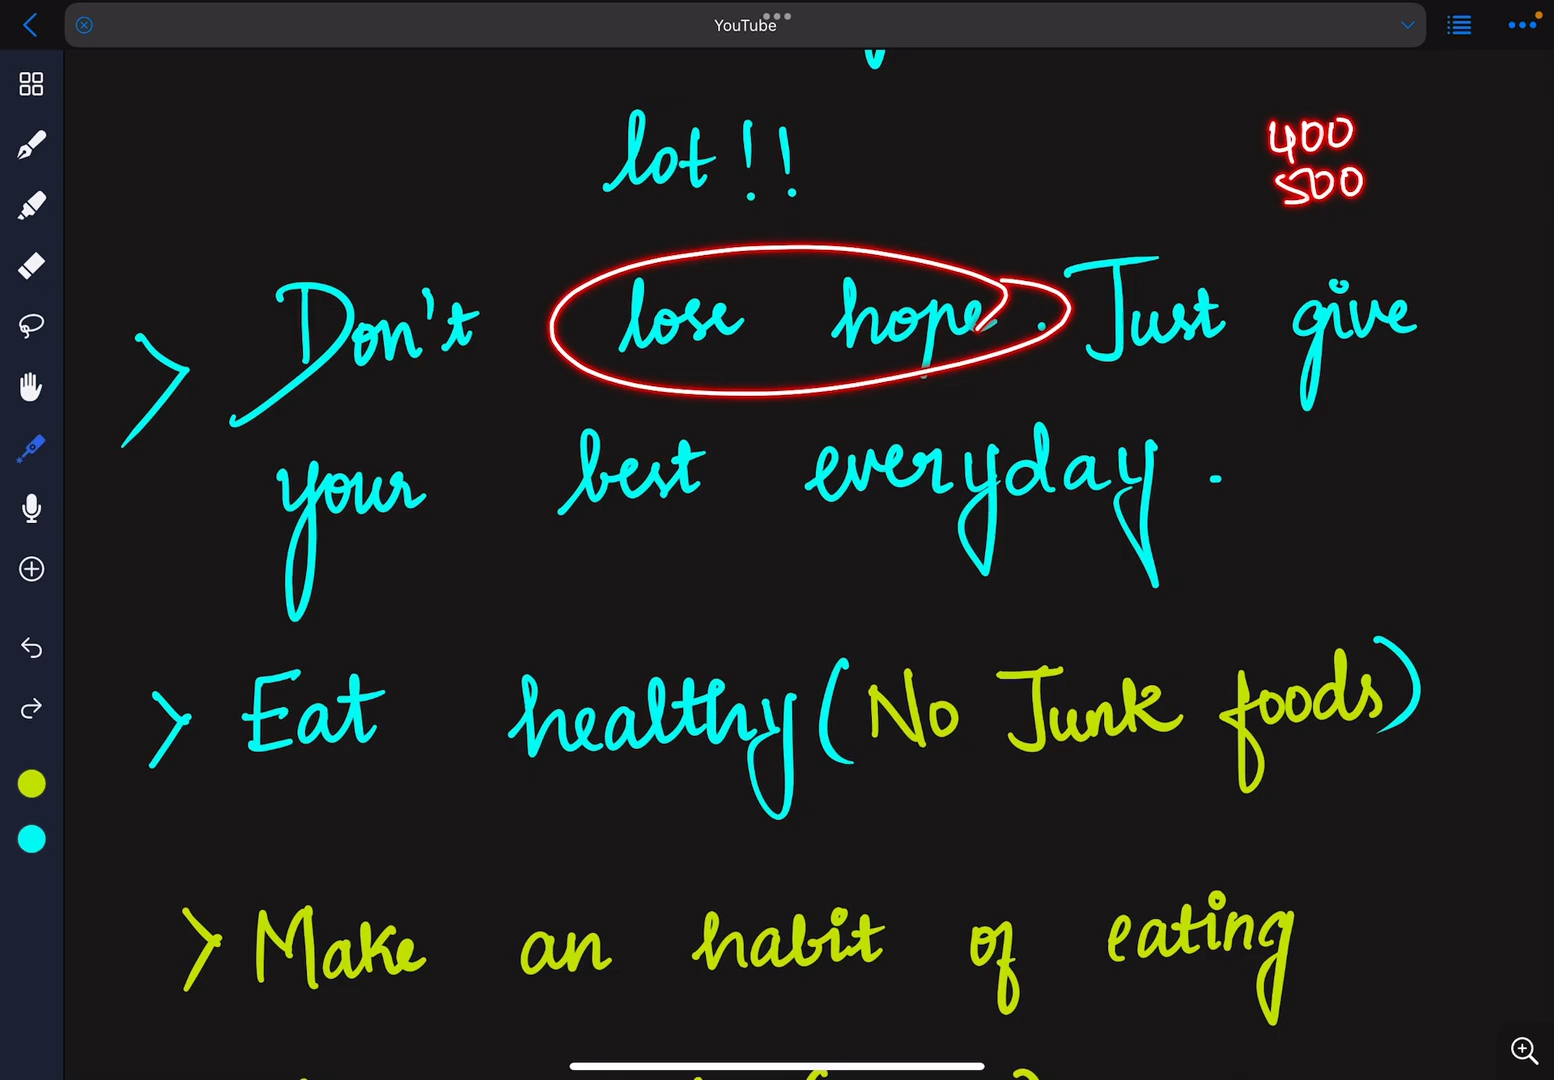 YouTube
lot!!
400
500
> Don't lose hope. Just give
your best everyday.
> Eat healthy (No Junk foods)
> Make an habit of eating